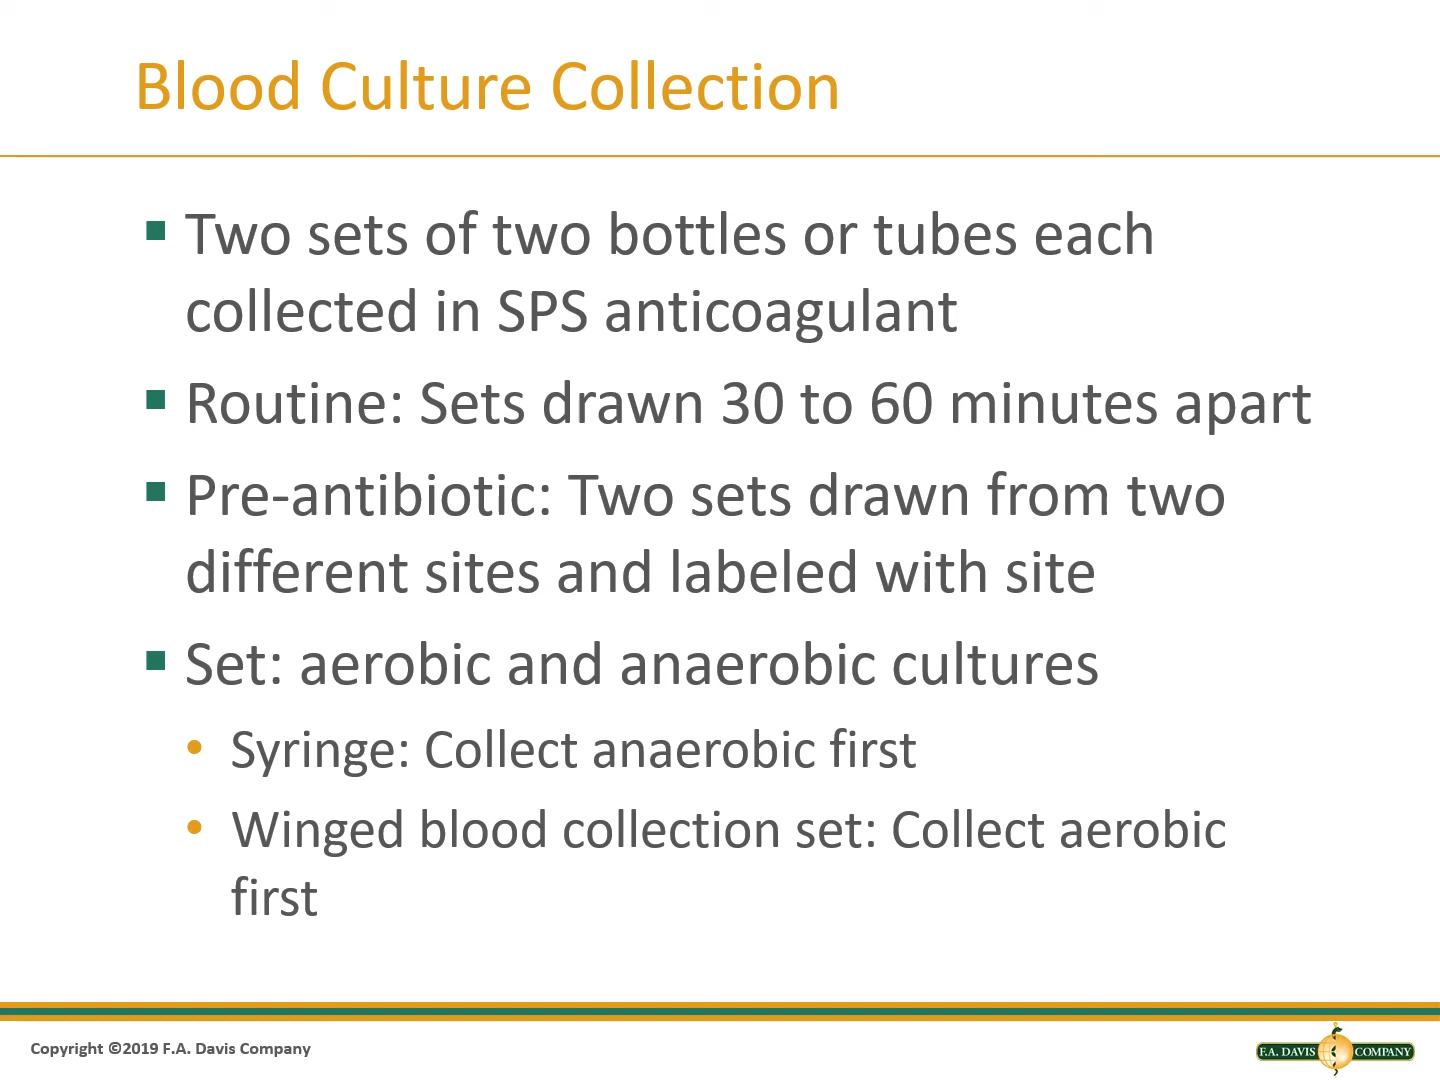 Blood Culture Collection
Two sets of two bottles or tubes each
collected in SPS anticoagulant
Routine: Sets drawn 30 to 60 minutes apart
Pre-antibiotic: Two sets drawn from two
different sites and labeled with site
Set: aerobic and anaerobic cultures
Syringe: Collect anaerobic first
Winged blood collection set: Collect aerobic
first
Copyright ©2019 F.A. Davis Company
F.A. DAVIS COMPANY